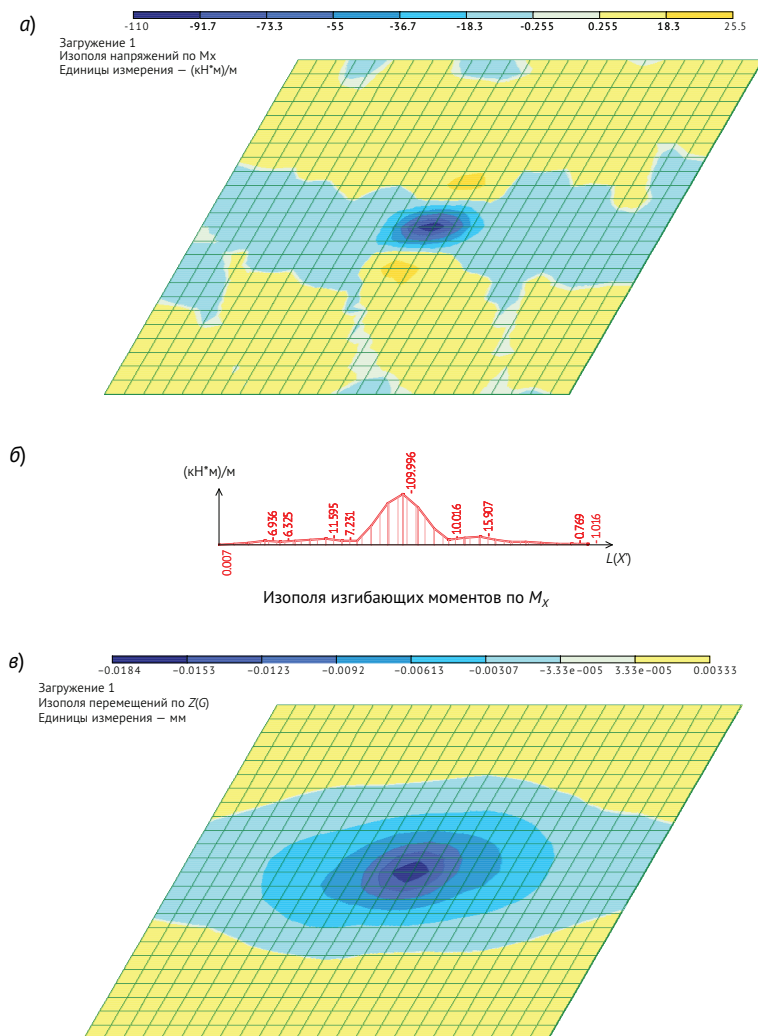 а)
-110 -91.7 -73.3 -55 -36.7 -18.3 -0.255 0.255 18.3 25.5
Загружение 1
Изополя напряжений по Mx
Единицы измерения — (кН*м)/м
б)
(кН*м)/м
0.007
-6.936
-6.325
-11.595
-7.231
-109.996
-10.016
-15.907
-0.769
-1.016
L(X)
Изополя изгибающих моментов по MX
в)
-0.0184 -0.0153 -0.0123 -0.0092 -0.00613 -0.00307 -3.33e-005 3.33e-005 0.00333
Загружение 1
Изополя перемещений по Z(G)
Единицы измерения — мм